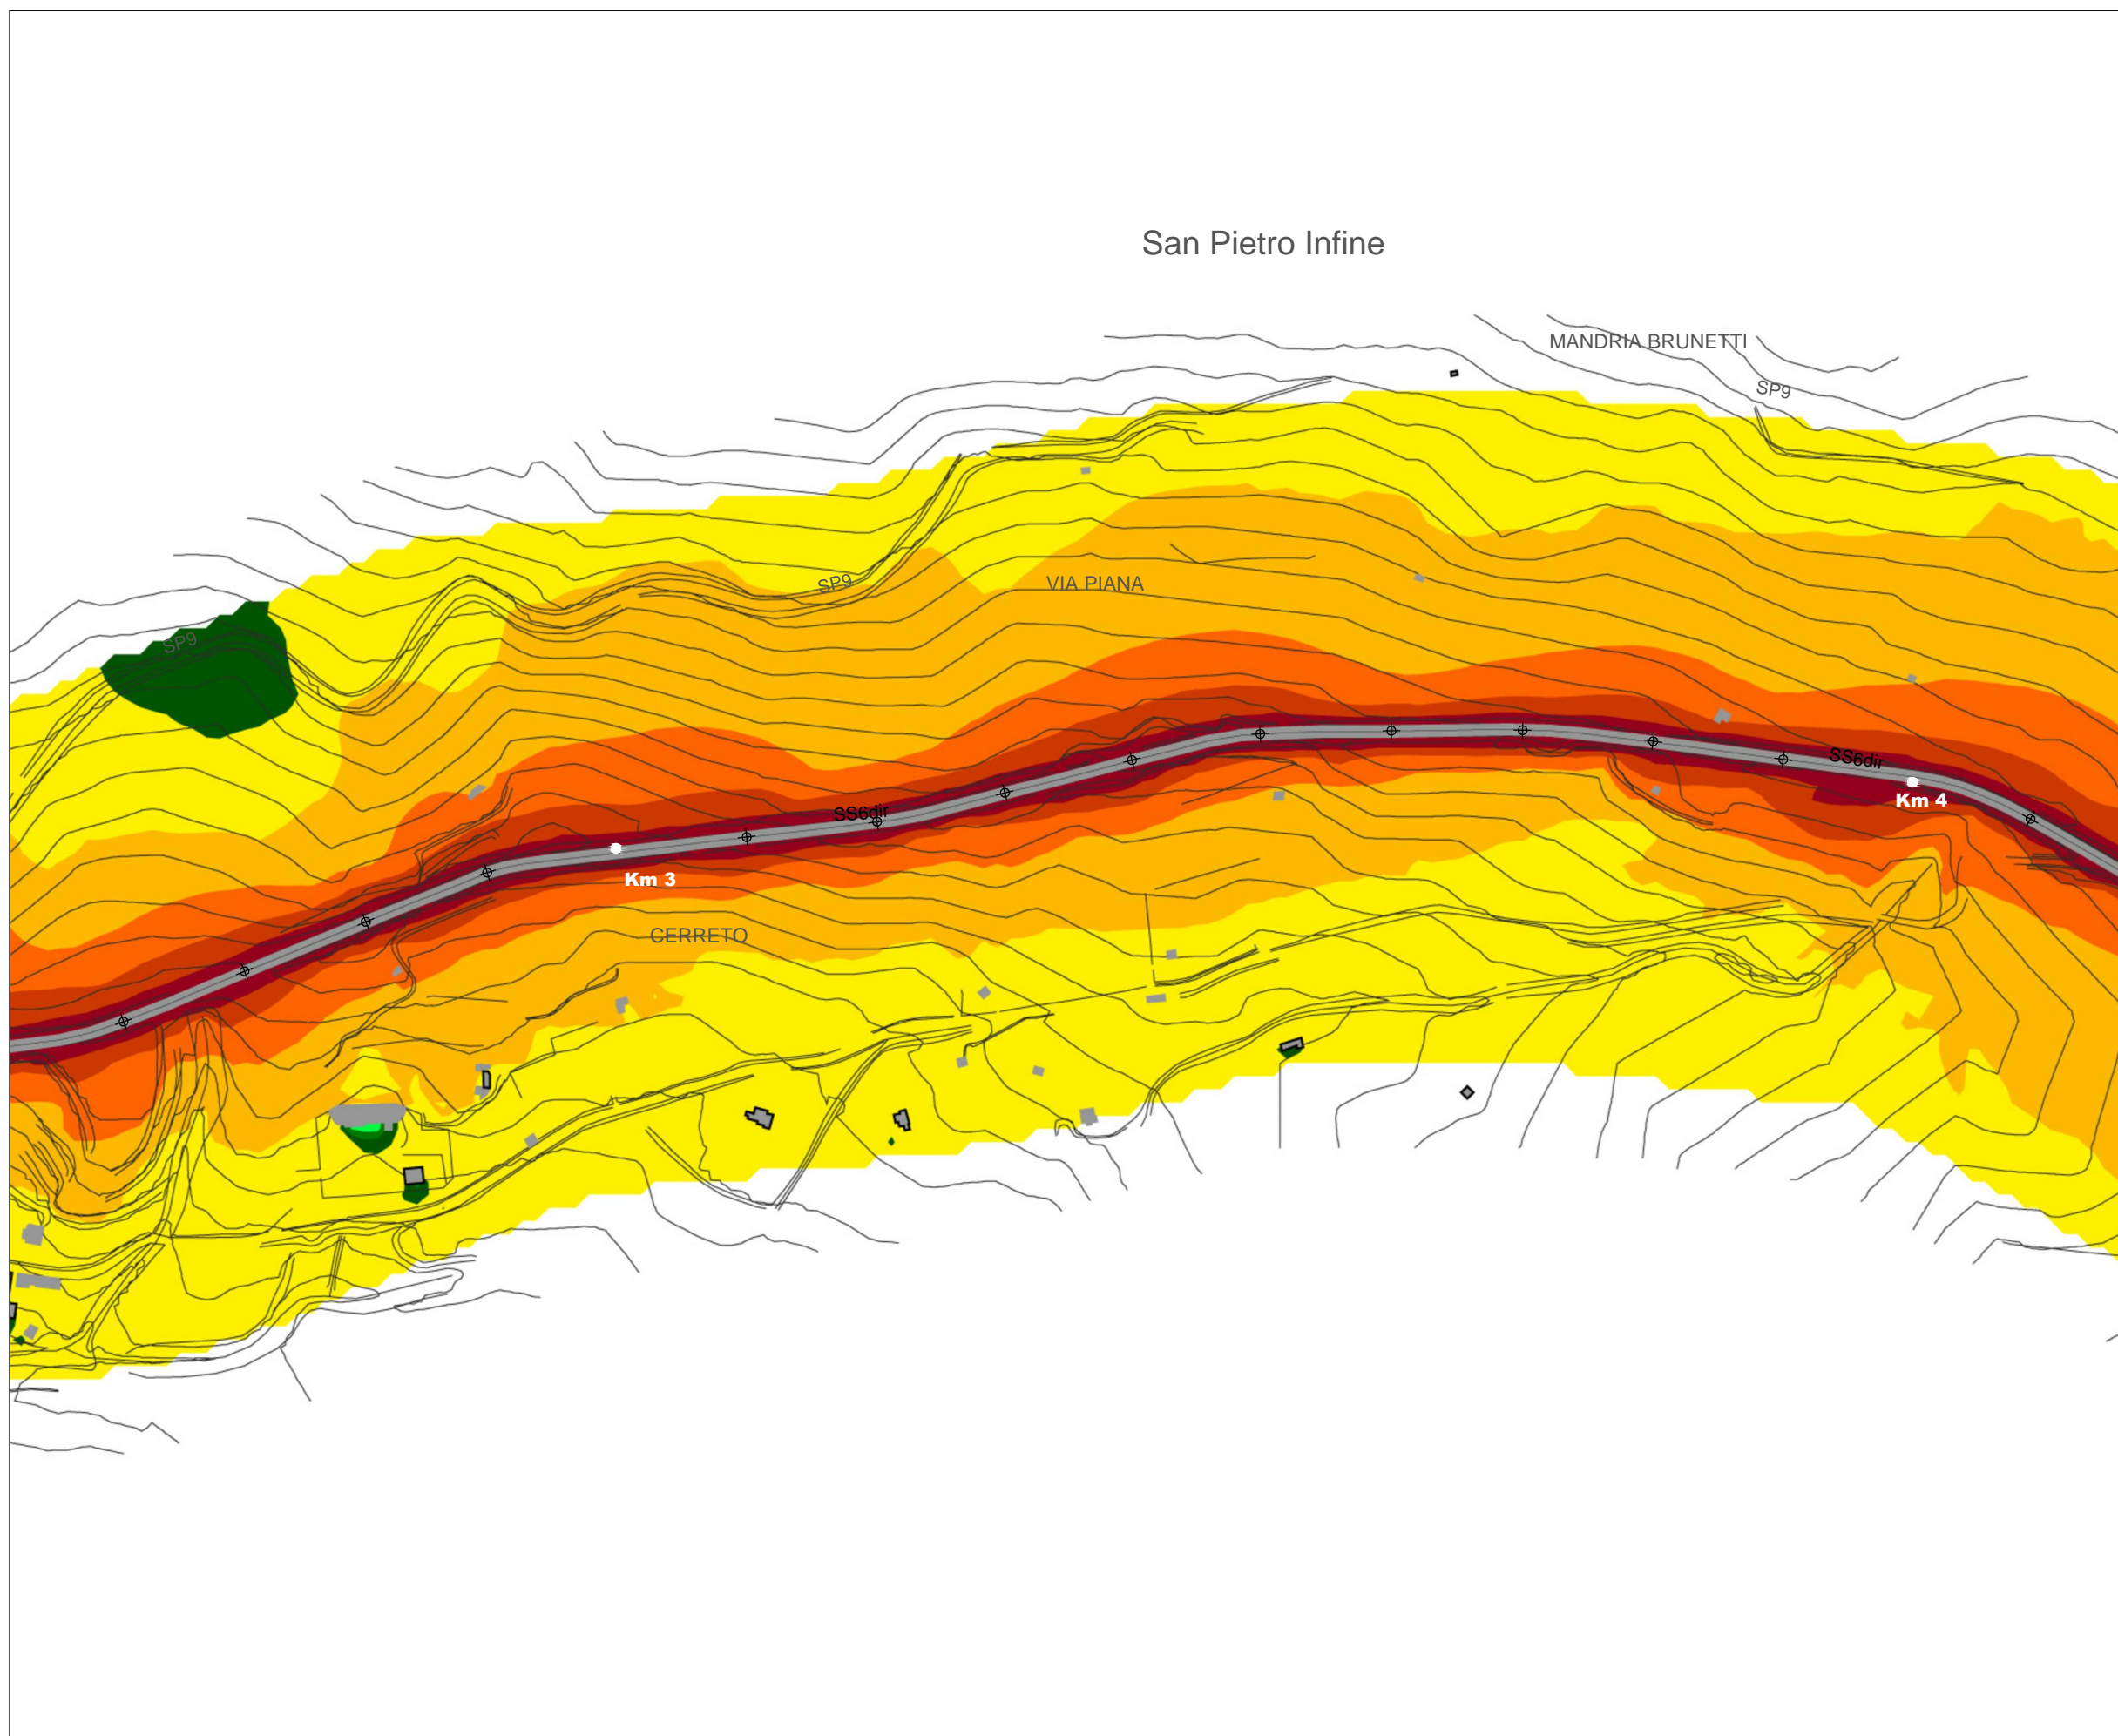 San Pietro Infine
MANDRIA BRUNETTI
SP9
SP9
VIA PIANA
SP9
SS6dir
Km 4
SS6dir
Km 3
CERRETO